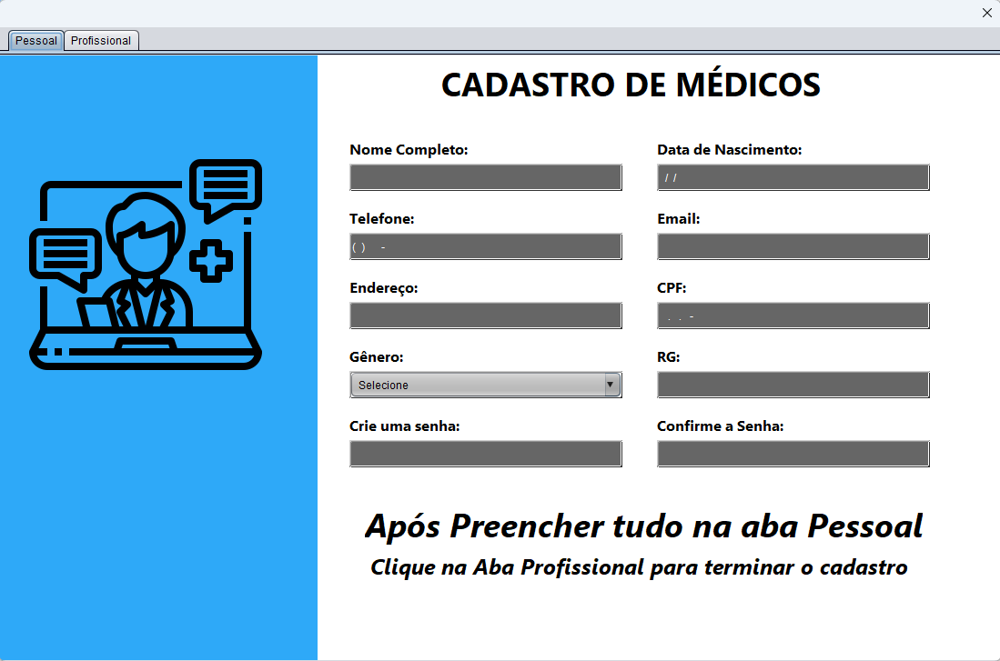 Pessoal Profissional
CADASTRO DE MÉDICOS
Nome Completo: Data de Nascimento:
/ /
Telefone: Email:
( ) -
Endereço: CPF:
. . -
Gênero: RG:
Selecione
Crie uma senha: Confirme a Senha:
Após Preencher tudo na aba Pessoal
Clique na Aba Profissional para terminar o cadastro